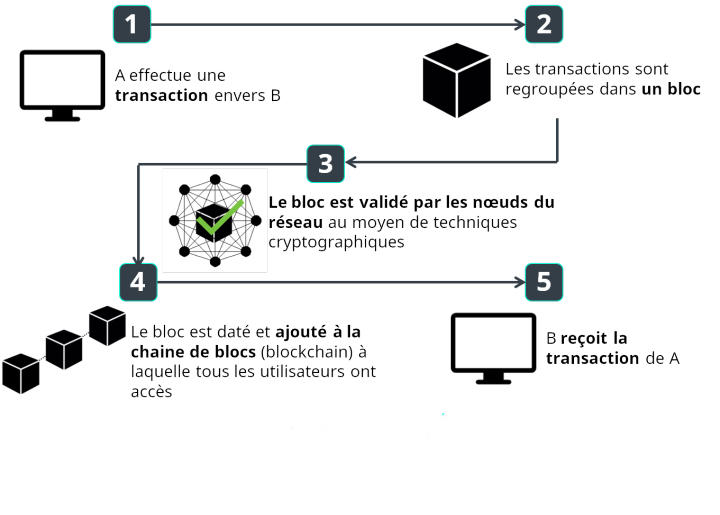 1
2
A effectue une
transaction envers B
Les transactions sont
regroupées dans un bloc
3
Le bloc est validé par les nœuds du
réseau au moyen de techniques
cryptographiques
4
5
Le bloc est daté et ajouté à la
chaine de blocs (blockchain) à
laquelle tous les utilisateurs ont
accès
B reçoit la
transaction de A